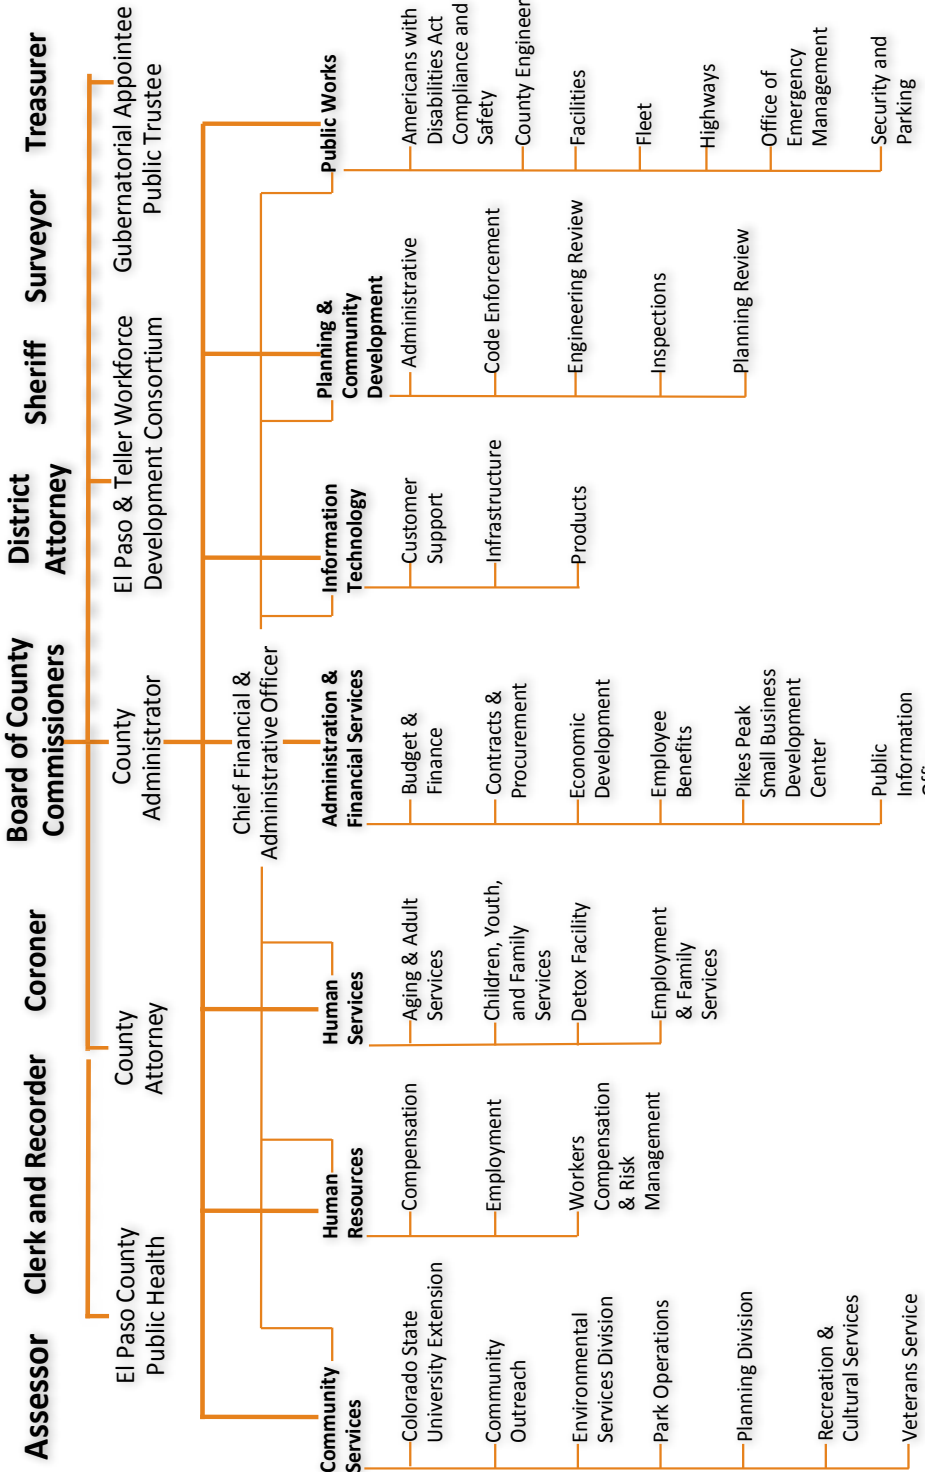 Assessor
Clerk and Recorder
Coroner
Board of County
Commissioners
District
Attorney
Sheriff
Surveyor
Treasurer
El Paso County
Public Health
County
Attorney
County
Administrator
El Paso & Teller Workforce
Development Consortium
Gubernatorial Appointee
Public Trustee
Chief Financial &
Administrative Officer
Community
Services
Colorado State
University Extension
Community
Outreach
Environmental
Services Division
Park Operations
Planning Division
Recreation &
Cultural Services
Veterans Service
Human
Resources
Compensation
Employment
Workers
Compensation
& Risk
Management
Human
Services
Aging & Adult
Services
Children, Youth,
and Family
Services
Detox Facility
Employment
& Family
Services
Administration &
Financial Services
Budget &
Finance
Contracts &
Procurement
Economic
Development
Employee
Benefits
Pikes Peak
Small Business
Development
Center
Public
Information
Information
Technology
Customer
Support
Infrastructure
Products
Planning &
Community
Development
Administrative
Code Enforcement
Engineering Review
Inspections
Planning Review
Public Works
Americans with
Disabilities Act
Compliance and
Safety
County Engineer
Facilities
Fleet
Highways
Office of
Emergency
Management
Security and
Parking